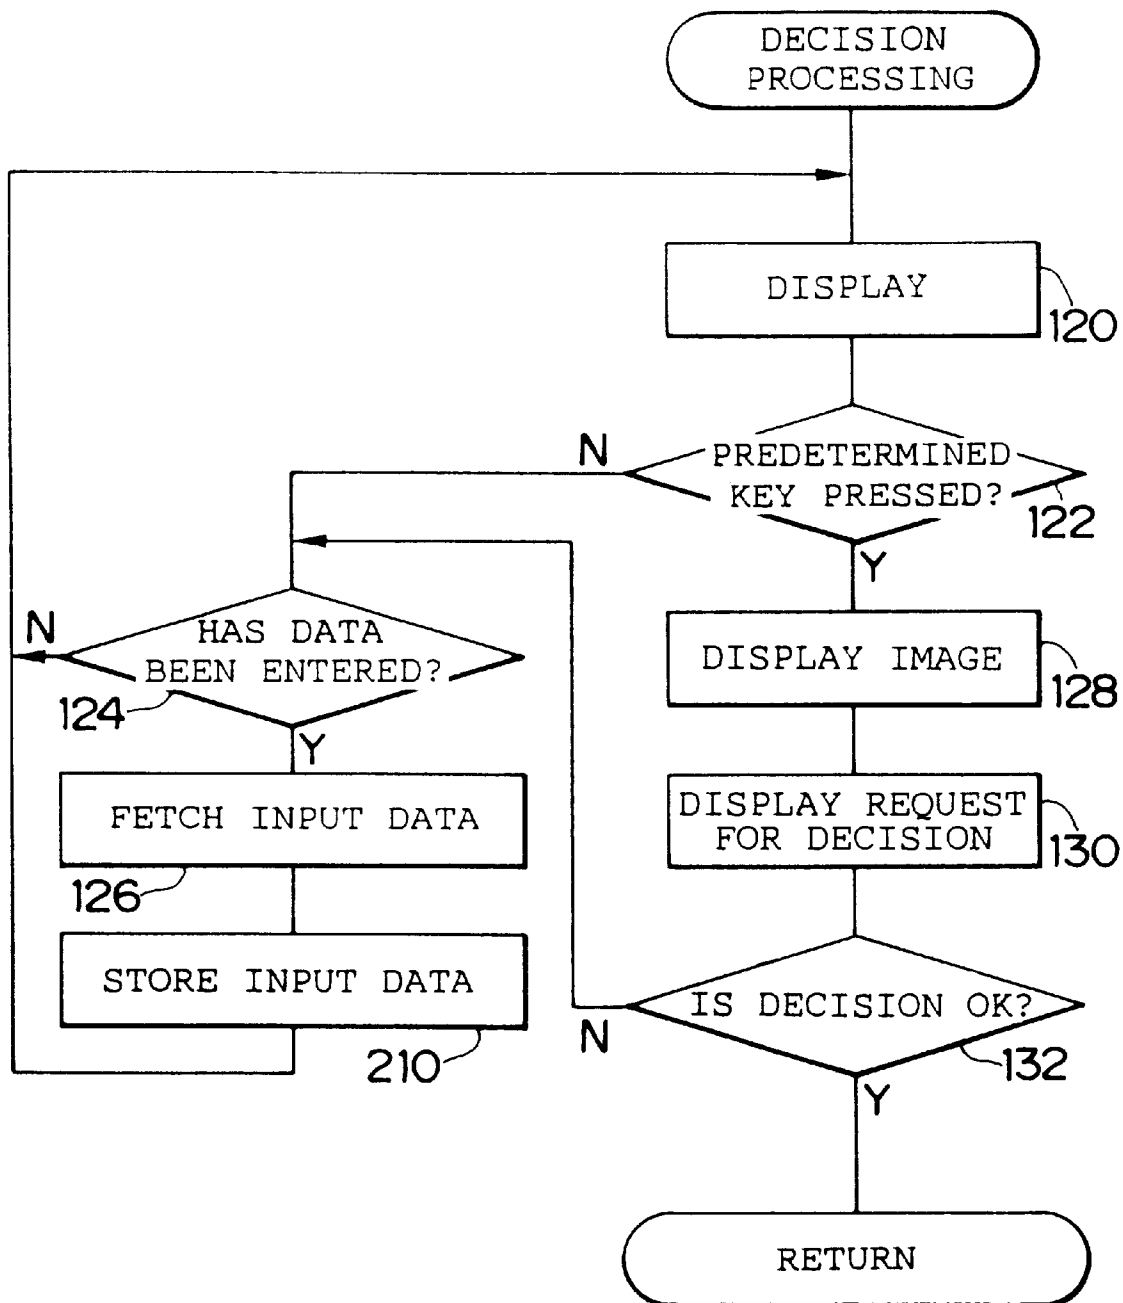 DECISION
PROCESSING
DISPLAY
120
N
PREDETERMINED
KEY PRESSED?
122
Y
N
HAS DATA
BEEN ENTERED?
124
Y
DISPLAY IMAGE
128
FETCH INPUT DATA
126
DISPLAY REQUEST
FOR DECISION
130
STORE INPUT DATA
210
IS DECISION OK?
N
132
Y
RETURN